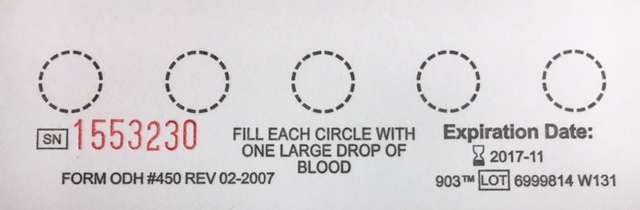 SN 1553230
FORM ODH #450 REV 02-2007
FILL EACH CIRCLE WITH
ONE LARGE DROP OF
BLOOD
Expiration Date:
2017-11
903™ LOT 6999814 W131